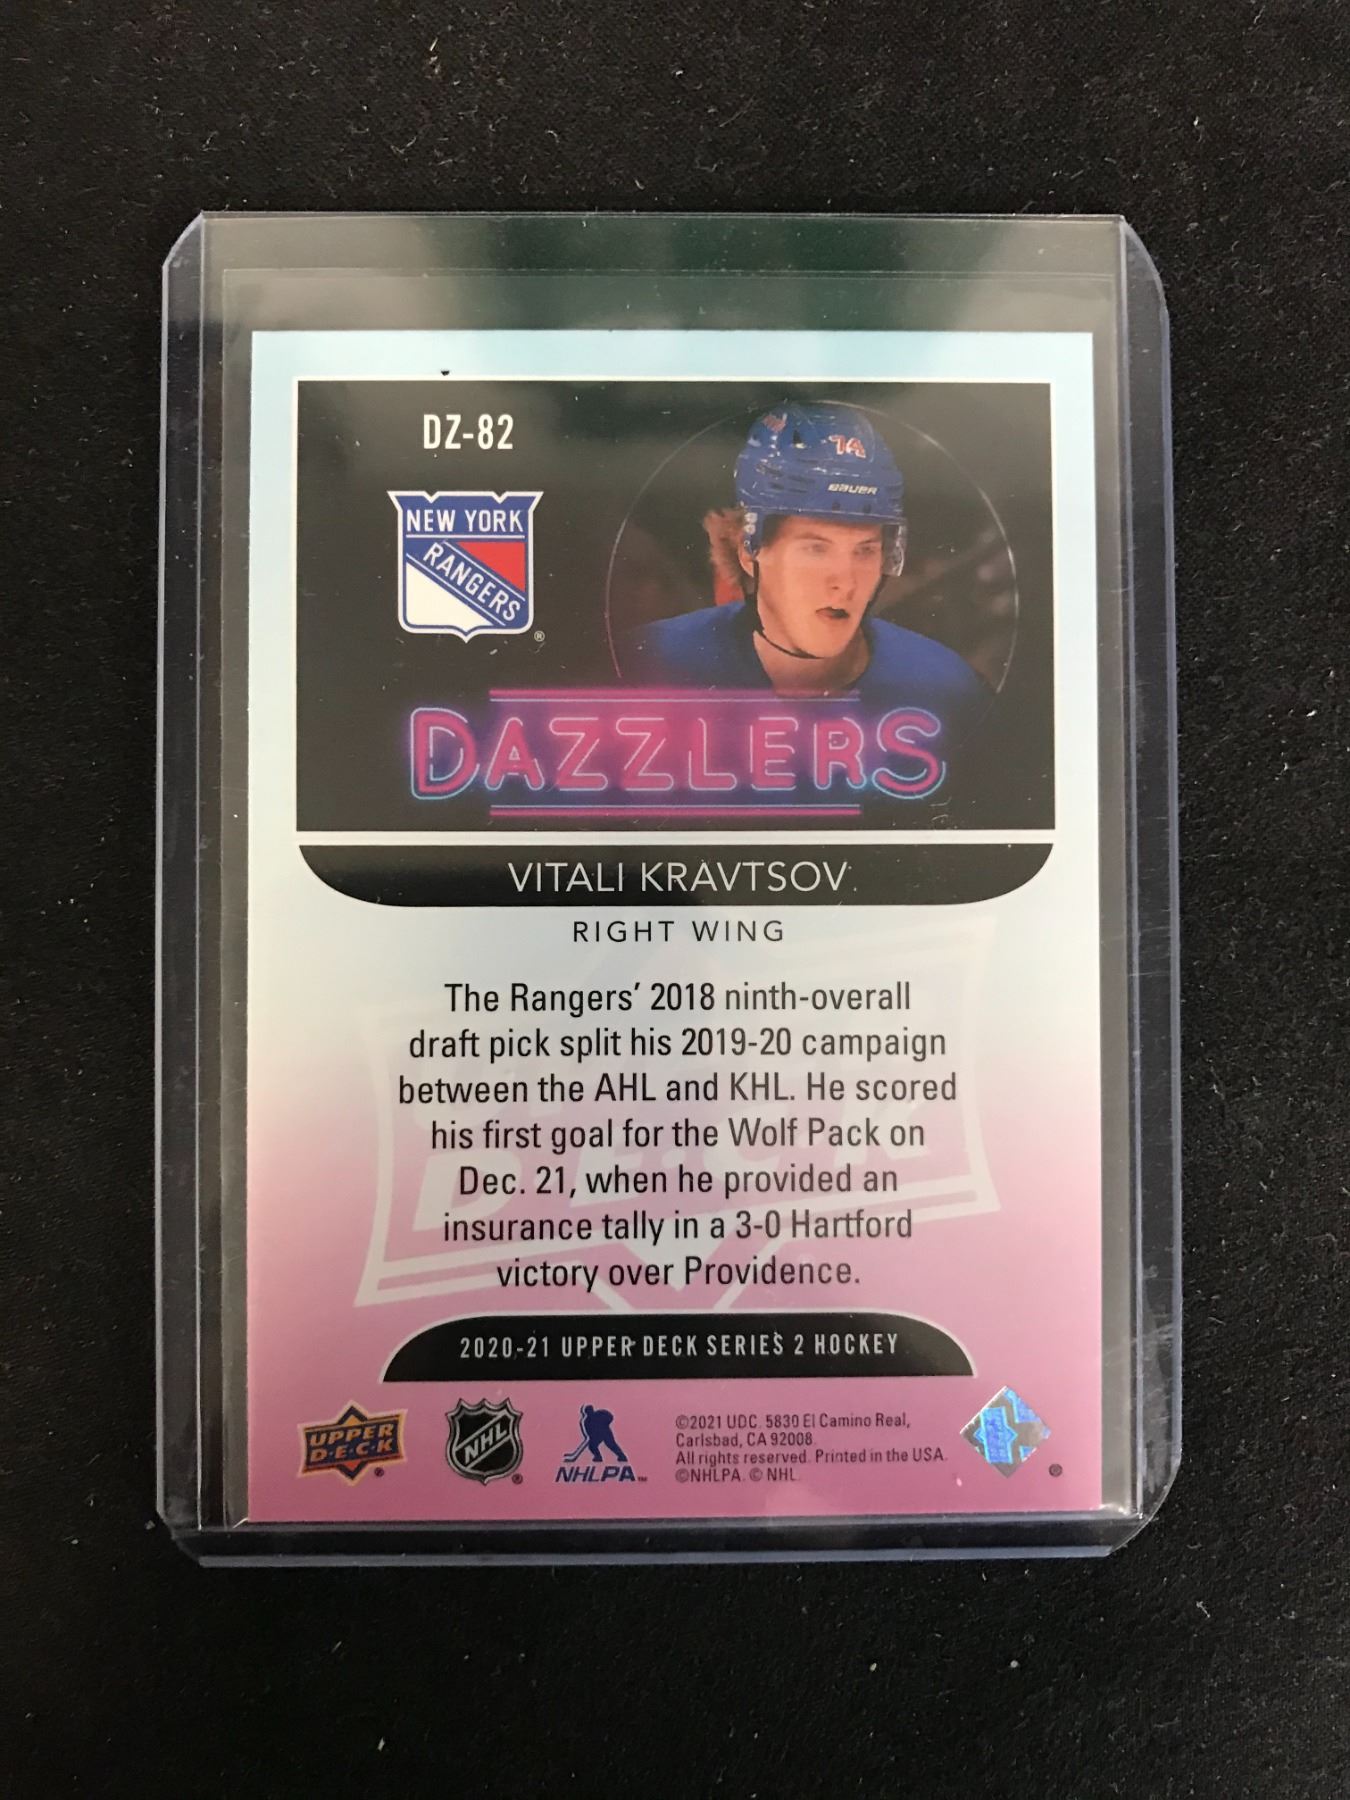 DZ-82
74
BAUER
NEW YORK
RANGERS
®
DAZZLERS
VITALI KRAVTSOV
RIGHT WING
The Rangers' 2018 ninth-overall
draft pick split his 2019-20 campaign
between the AHL and KHL. He scored
his first goal for the Wolf Pack on
Dec. 21, when he provided an
insurance tally in a 3-0 Hartford
victory over Providence.
2020-21 UPPER DECK SERIES 2 HOCKEY
UPPER
D·E·C·K
®
NHL
®
NHLPA™
©2021 UDC. 5830 El Camino Real,
Carlsbad, CA 92008.
All rights reserved. Printed in the USA.
©NHLPA. © NHL.
®